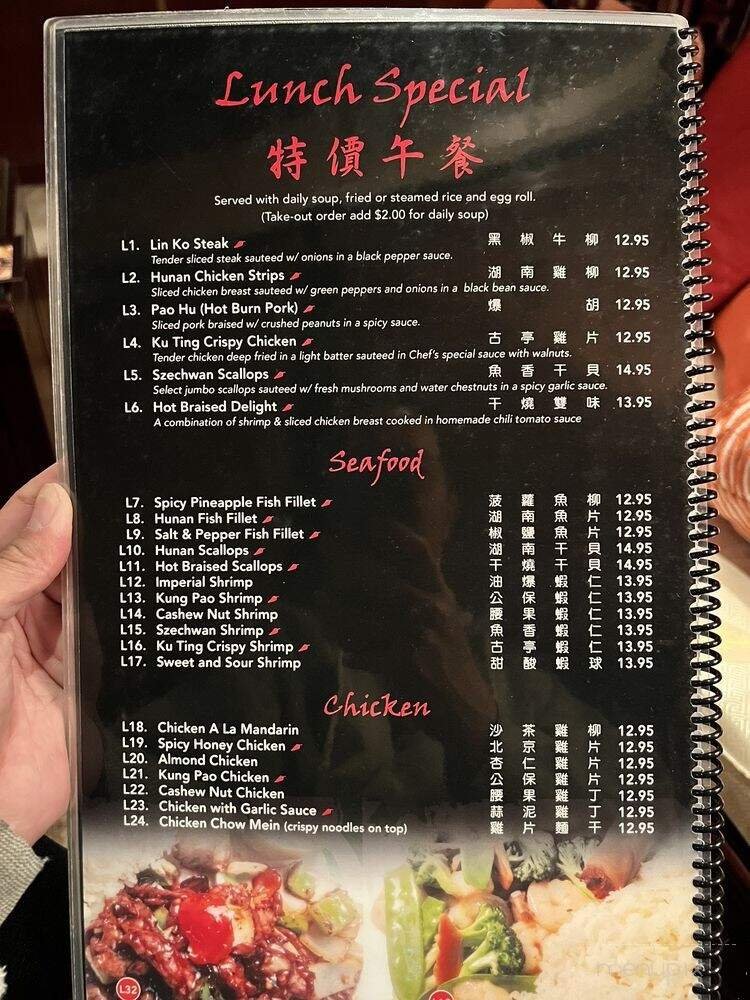 Lunch Special
特價午餐
Served with daily soup, fried or steamed rice and egg roll.
(Take-out order add $2.00 for daily soup)
L1. Lin Ko Steak 黑椒牛柳 12.95
Tender sliced steak sauteed w/ onions in a black pepper sauce.
L2. Hunan Chicken Strips 湖南雞柳 12.95
Sliced chicken breast sauteed w/ green peppers and onions in a black bean sauce.
L3. Pao Hu (Hot Burn Pork) 爆胡 12.95
Sliced pork braised w/ crushed peanuts in a spicy sauce.
L4. Ku Ting Crispy Chicken 古亭雞片 12.95
Tender chicken deep fried in a light batter sauteed in Chef's special sauce with walnuts.
L5. Szechwan Scallops 魚香干貝 14.95
Select jumbo scallops sauteed w/ fresh mushrooms and water chestnuts in a spicy garlic sauce.
L6. Hot Braised Delight 干燒雙味 13.95
A combination of shrimp & sliced chicken breast cooked in homemade chili tomato sauce
Seafood
L7. Spicy Pineapple Fish Fillet 菠蘿魚柳 12.95
L8. Hunan Fish Fillet 湖南魚片 12.95
L9. Salt & Pepper Fish Fillet 椒鹽魚片 12.95
L10. Hunan Scallops 湖南干貝 14.95
L11. Hot Braised Scallops 干燒干貝 14.95
L12. Imperial Shrimp 油爆蝦仁 13.95
L13. Kung Pao Shrimp 公保蝦仁 13.95
L14. Cashew Nut Shrimp 腰果蝦仁 13.95
L15. Szechwan Shrimp 魚香蝦仁 13.95
L16. Ku Ting Crispy Shrimp 古亭蝦仁 13.95
L17. Sweet and Sour Shrimp 甜酸蝦球 13.95
Chicken
L18. Chicken A La Mandarin 沙茶雞柳 12.95
L19. Spicy Honey Chicken 北京雞片 12.95
L20. Almond Chicken 杏仁雞片 12.95
L21. Kung Pao Chicken 公保雞片 12.95
L22. Cashew Nut Chicken 腰果雞丁 12.95
L23. Chicken with Garlic Sauce 蒜泥雞丁 12.95
L24. Chicken Chow Mein (crispy noodles on top) 雞片麵干 12.95
L32